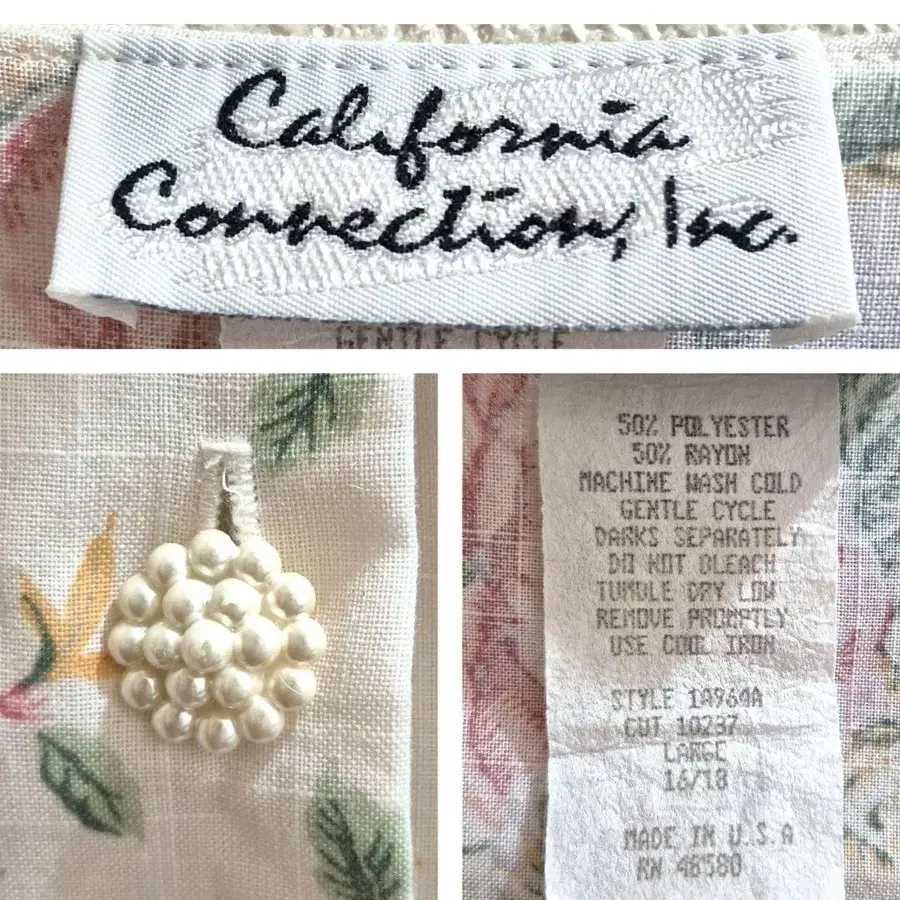 California
Connection, Inc.
GENTLE CYCLE
50% POLYESTER
50% RAYON
MACHINE WASH COLD
GENTLE CYCLE
DARKS SEPARATELY
DO NOT BLEACH
TUMBLE DRY LOW
REMOVE PROMPTLY
USE COOL IRON
STYLE 1A964A
CUT 10237
LARGE
16/18
MADE IN U.S.A
RN 46580